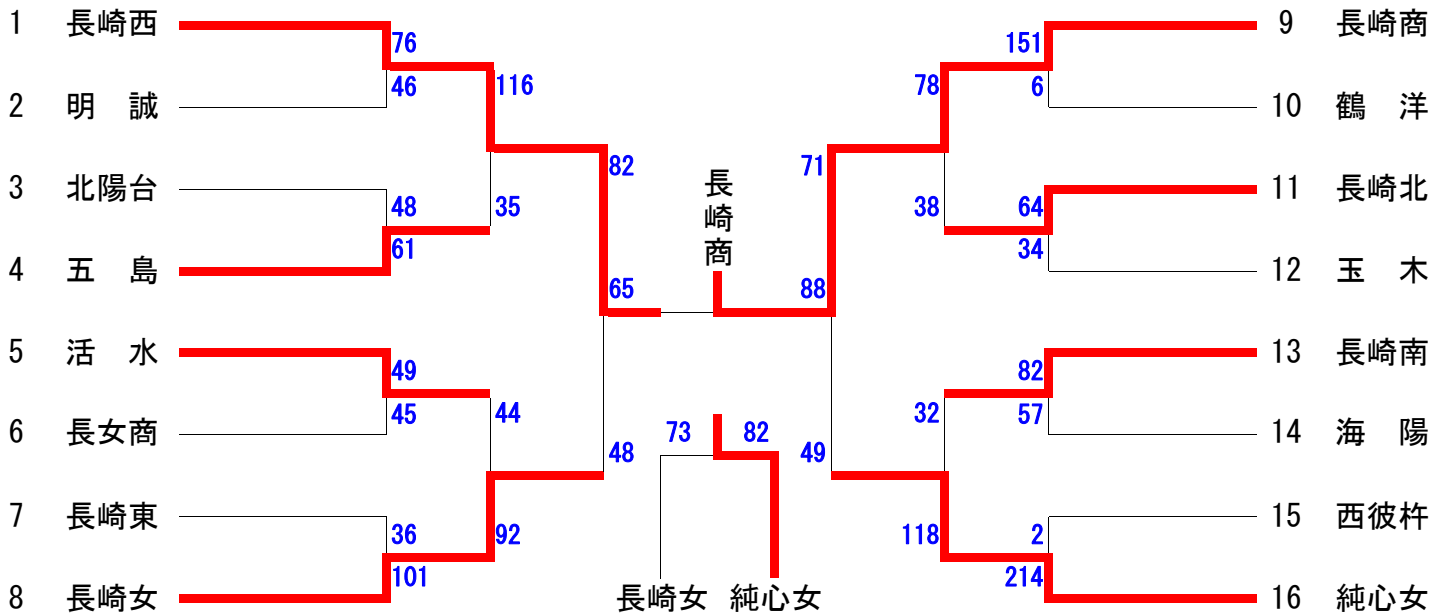 1 長崎西
76
46
2 明　誠
116
3 北陽台
48
61
35
4 五　島
82
65
5 活　水
49
45
6 長女商
44
7 長崎東
36
101
92
8 長崎女
48
長崎商
73 82
長崎女 純心女
9 長崎商
151
6
10 鶴　洋
78
11 長崎北
64
34
38
12 玉　木
71
88
13 長崎南
82
57
14 海　陽
32
15 西彼杵
2
214
118
16 純心女
49